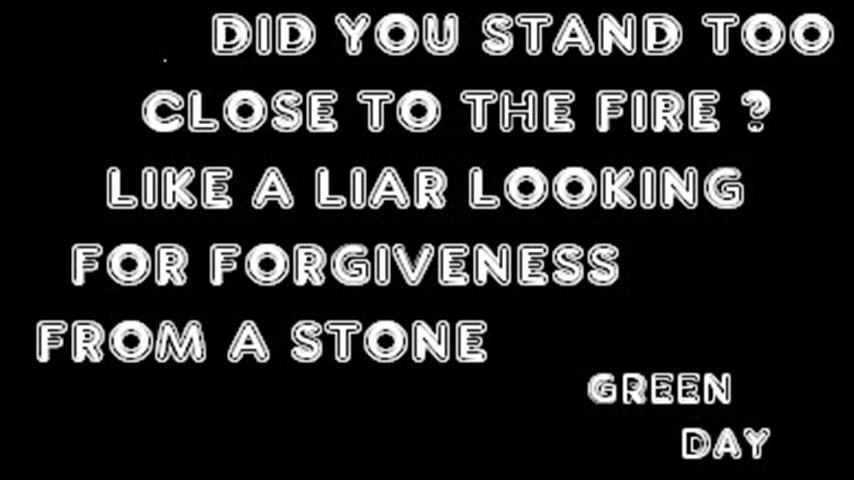 DID YOU STAND TOO
CLOSE TO THE FIRE ?
LIKE A LIAR LOOKING
FOR FORGIVENESS
FROM A STONE
GREEN
DAY